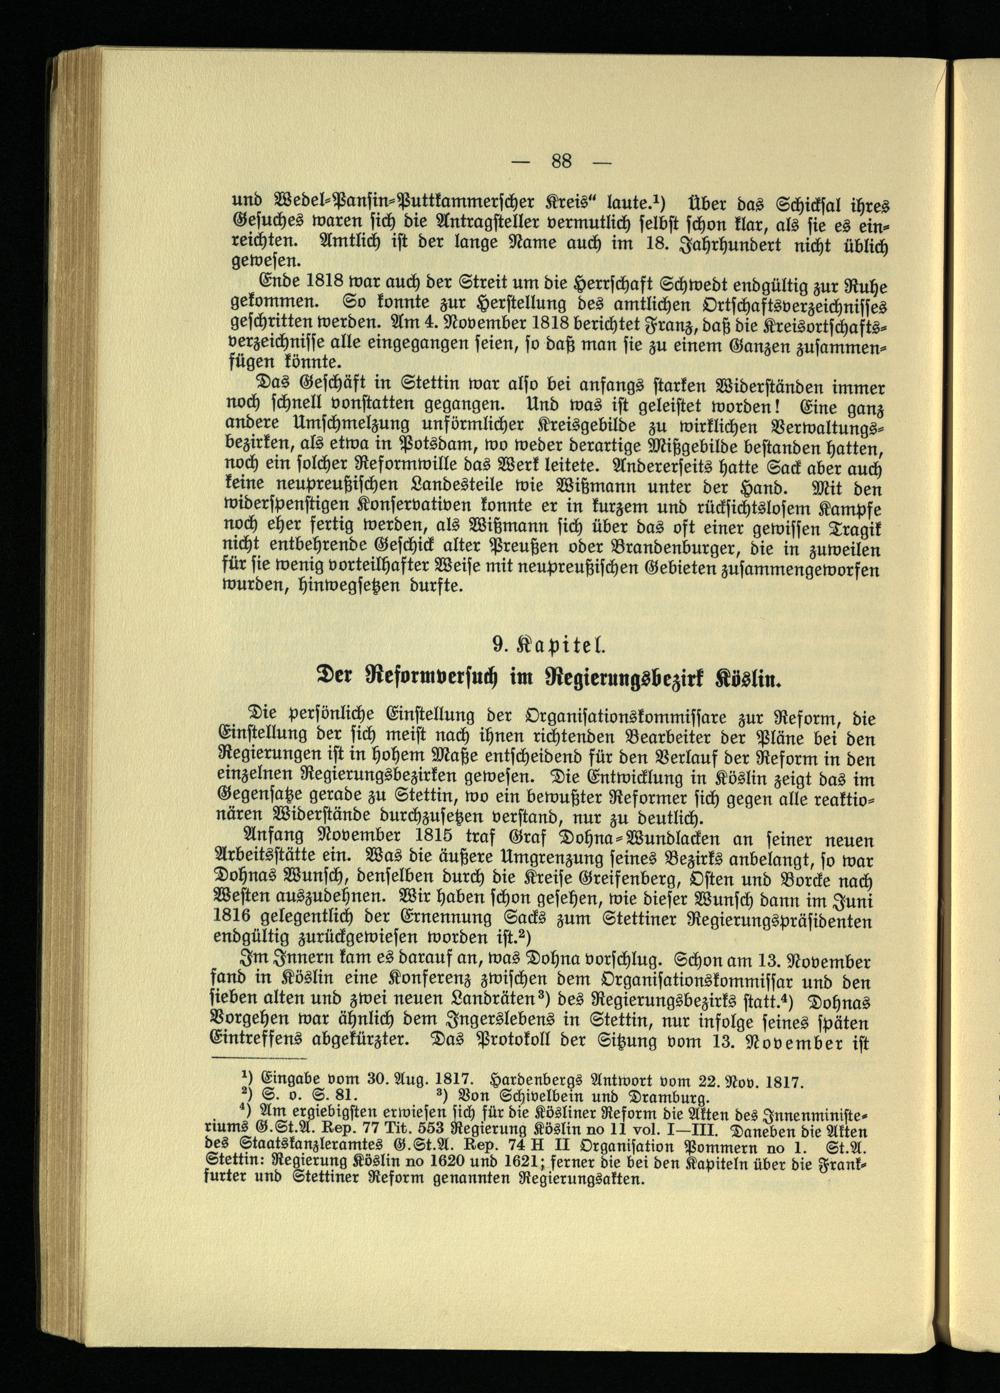 — 88 —
und Wedel-Pansin-Puttkammerscher Kreis“ laute.¹) Über das Schicksal ihres
Gesuches waren sich die Antragsteller vermutlich selbst schon klar, als sie es ein-
reichten. Amtlich ist der lange Name auch im 18. Jahrhundert nicht üblich
gewesen.
Ende 1818 war auch der Streit um die Herrschaft Schwedt endgültig zur Ruhe
gekommen. So konnte zur Herstellung des amtlichen Ortschaftsverzeichnisses
geschritten werden. Am 4. November 1818 berichtet Franz, daß die Kreisortschafts-
verzeichnisse alle eingegangen seien, so daß man sie zu einem Ganzen zusammen-
fügen könnte.
Das Geschäft in Stettin war also bei anfangs starken Widerständen immer
noch schnell vonstatten gegangen. Und was ist geleistet worden! Eine ganz
andere Umschmelzung unförmlicher Kreisgebilde zu wirklichen Verwaltungs-
bezirken, als etwa in Potsdam, wo weder derartige Mißgebilde bestanden hatten,
noch ein solcher Reformwille das Werk leitete. Andererseits hatte Sack aber auch
keine neupreußischen Landesteile wie Wißmann unter der Hand. Mit den
widerspenstigen Konservativen konnte er in kurzem und rücksichtslosem Kampfe
noch eher fertig werden, als Wißmann sich über das oft einer gewissen Tragik
nicht entbehrende Geschick alter Preußen oder Brandenburger, die in zuweilen
für sie wenig vorteilhafter Weise mit neupreußischen Gebieten zusammengeworfen
wurden, hinwegsetzen durfte.
9. Kapitel.
Der Reformversuch im Regierungsbezirk Köslin.
Die persönliche Einstellung der Organisationskommissare zur Reform, die
Einstellung der sich meist nach ihnen richtenden Bearbeiter der Pläne bei den
Regierungen ist in hohem Maße entscheidend für den Verlauf der Reform in den
einzelnen Regierungsbezirken gewesen. Die Entwicklung in Köslin zeigt das im
Gegensatze gerade zu Stettin, wo ein bewußter Reformer sich gegen alle reaktio-
nären Widerstände durchzusetzen verstand, nur zu deutlich.
Anfang November 1815 traf Graf Dohna-Wundlacken an seiner neuen
Arbeitsstätte ein. Was die äußere Umgrenzung seines Bezirks anbelangt, so war
Dohnas Wunsch, denselben durch die Kreise Greifenberg, Osten und Borcke nach
Westen auszudehnen. Wir haben schon gesehen, wie dieser Wunsch dann im Juni
1816 gelegentlich der Ernennung Sacks zum Stettiner Regierungspräsidenten
endgültig zurückgewiesen worden ist.²)
Im Innern kam es darauf an, was Dohna vorschlug. Schon am 13. November
fand in Köslin eine Konferenz zwischen dem Organisationskommissar und den
sieben alten und zwei neuen Landräten³) des Regierungsbezirks statt.⁴) Dohnas
Vorgehen war ähnlich dem Ingerslebens in Stettin, nur infolge seines späten
Eintreffens abgekürzter. Das Protokoll der Sitzung vom 13. November ist
¹) Eingabe vom 30. Aug. 1817. Hardenbergs Antwort vom 22. Nov. 1817.
²) S. o. S. 81. ³) Von Schivelbein und Dramburg.
⁴) Am ergiebigsten erwiesen sich für die Kösliner Reform die Akten des Innenministe-
riums G.St.A. Rep. 77 Tit. 553 Regierung Köslin no 11 vol. I—III. Daneben die Akten
des Staatskanzleramtes G.St.A. Rep. 74 H II Organisation Pommern no 1. St.A.
Stettin: Regierung Köslin no 1620 und 1621; ferner die bei den Kapiteln über die Frank-
furter und Stettiner Reform genannten Regierungsakten.